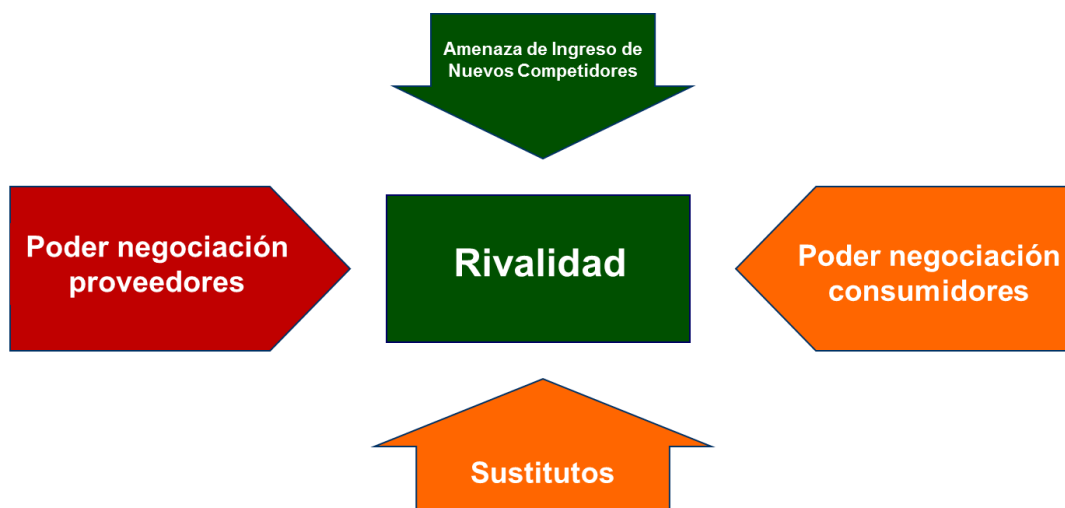 Amenaza de Ingreso de
Nuevos Competidores
Poder negociación
proveedores
Rivalidad
Poder negociación
consumidores
Sustitutos